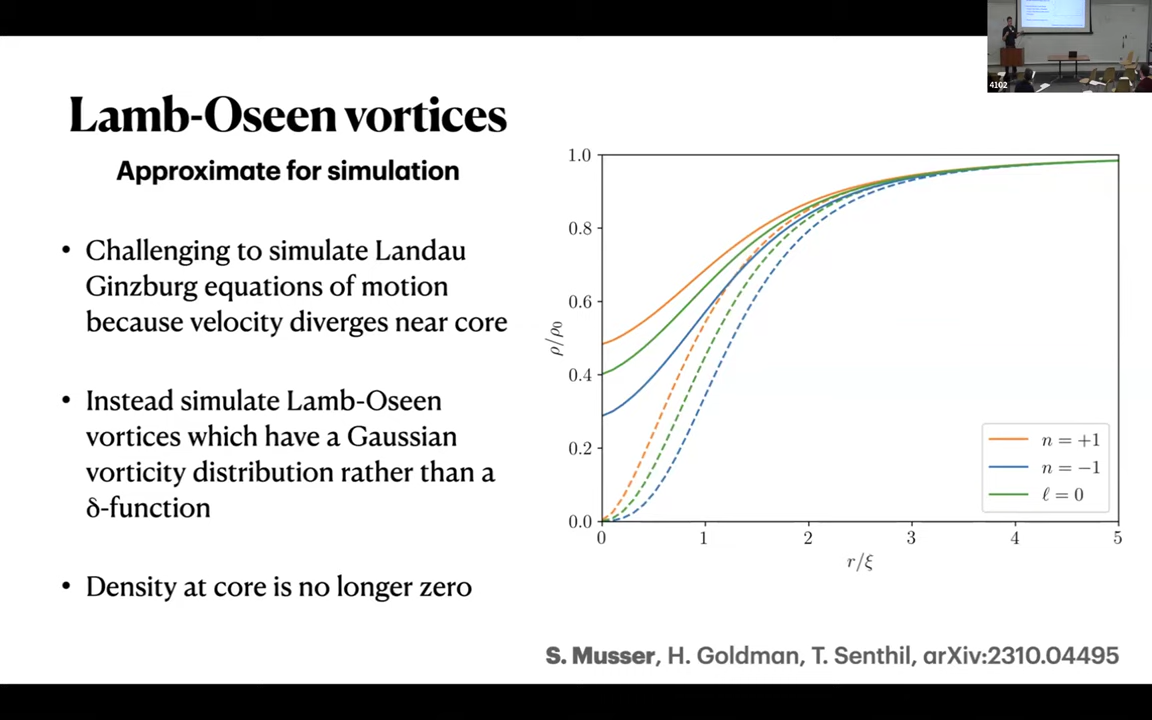 4102
Lamb-Oseen vortices
Approximate for simulation
• Challenging to simulate Landau
Ginzburg equations of motion
because velocity diverges near core
• Instead simulate Lamb-Oseen
vortices which have a Gaussian
vorticity distribution rather than a
δ-function
• Density at core is no longer zero
1.0
0.8
0.6
0.4
0.2
0.0
ρ/ρ₀
0 1 2 3 4 5
r/ξ
n = +1
n = −1
ℓ = 0
S. Musser, H. Goldman, T. Senthil, arXiv:2310.04495